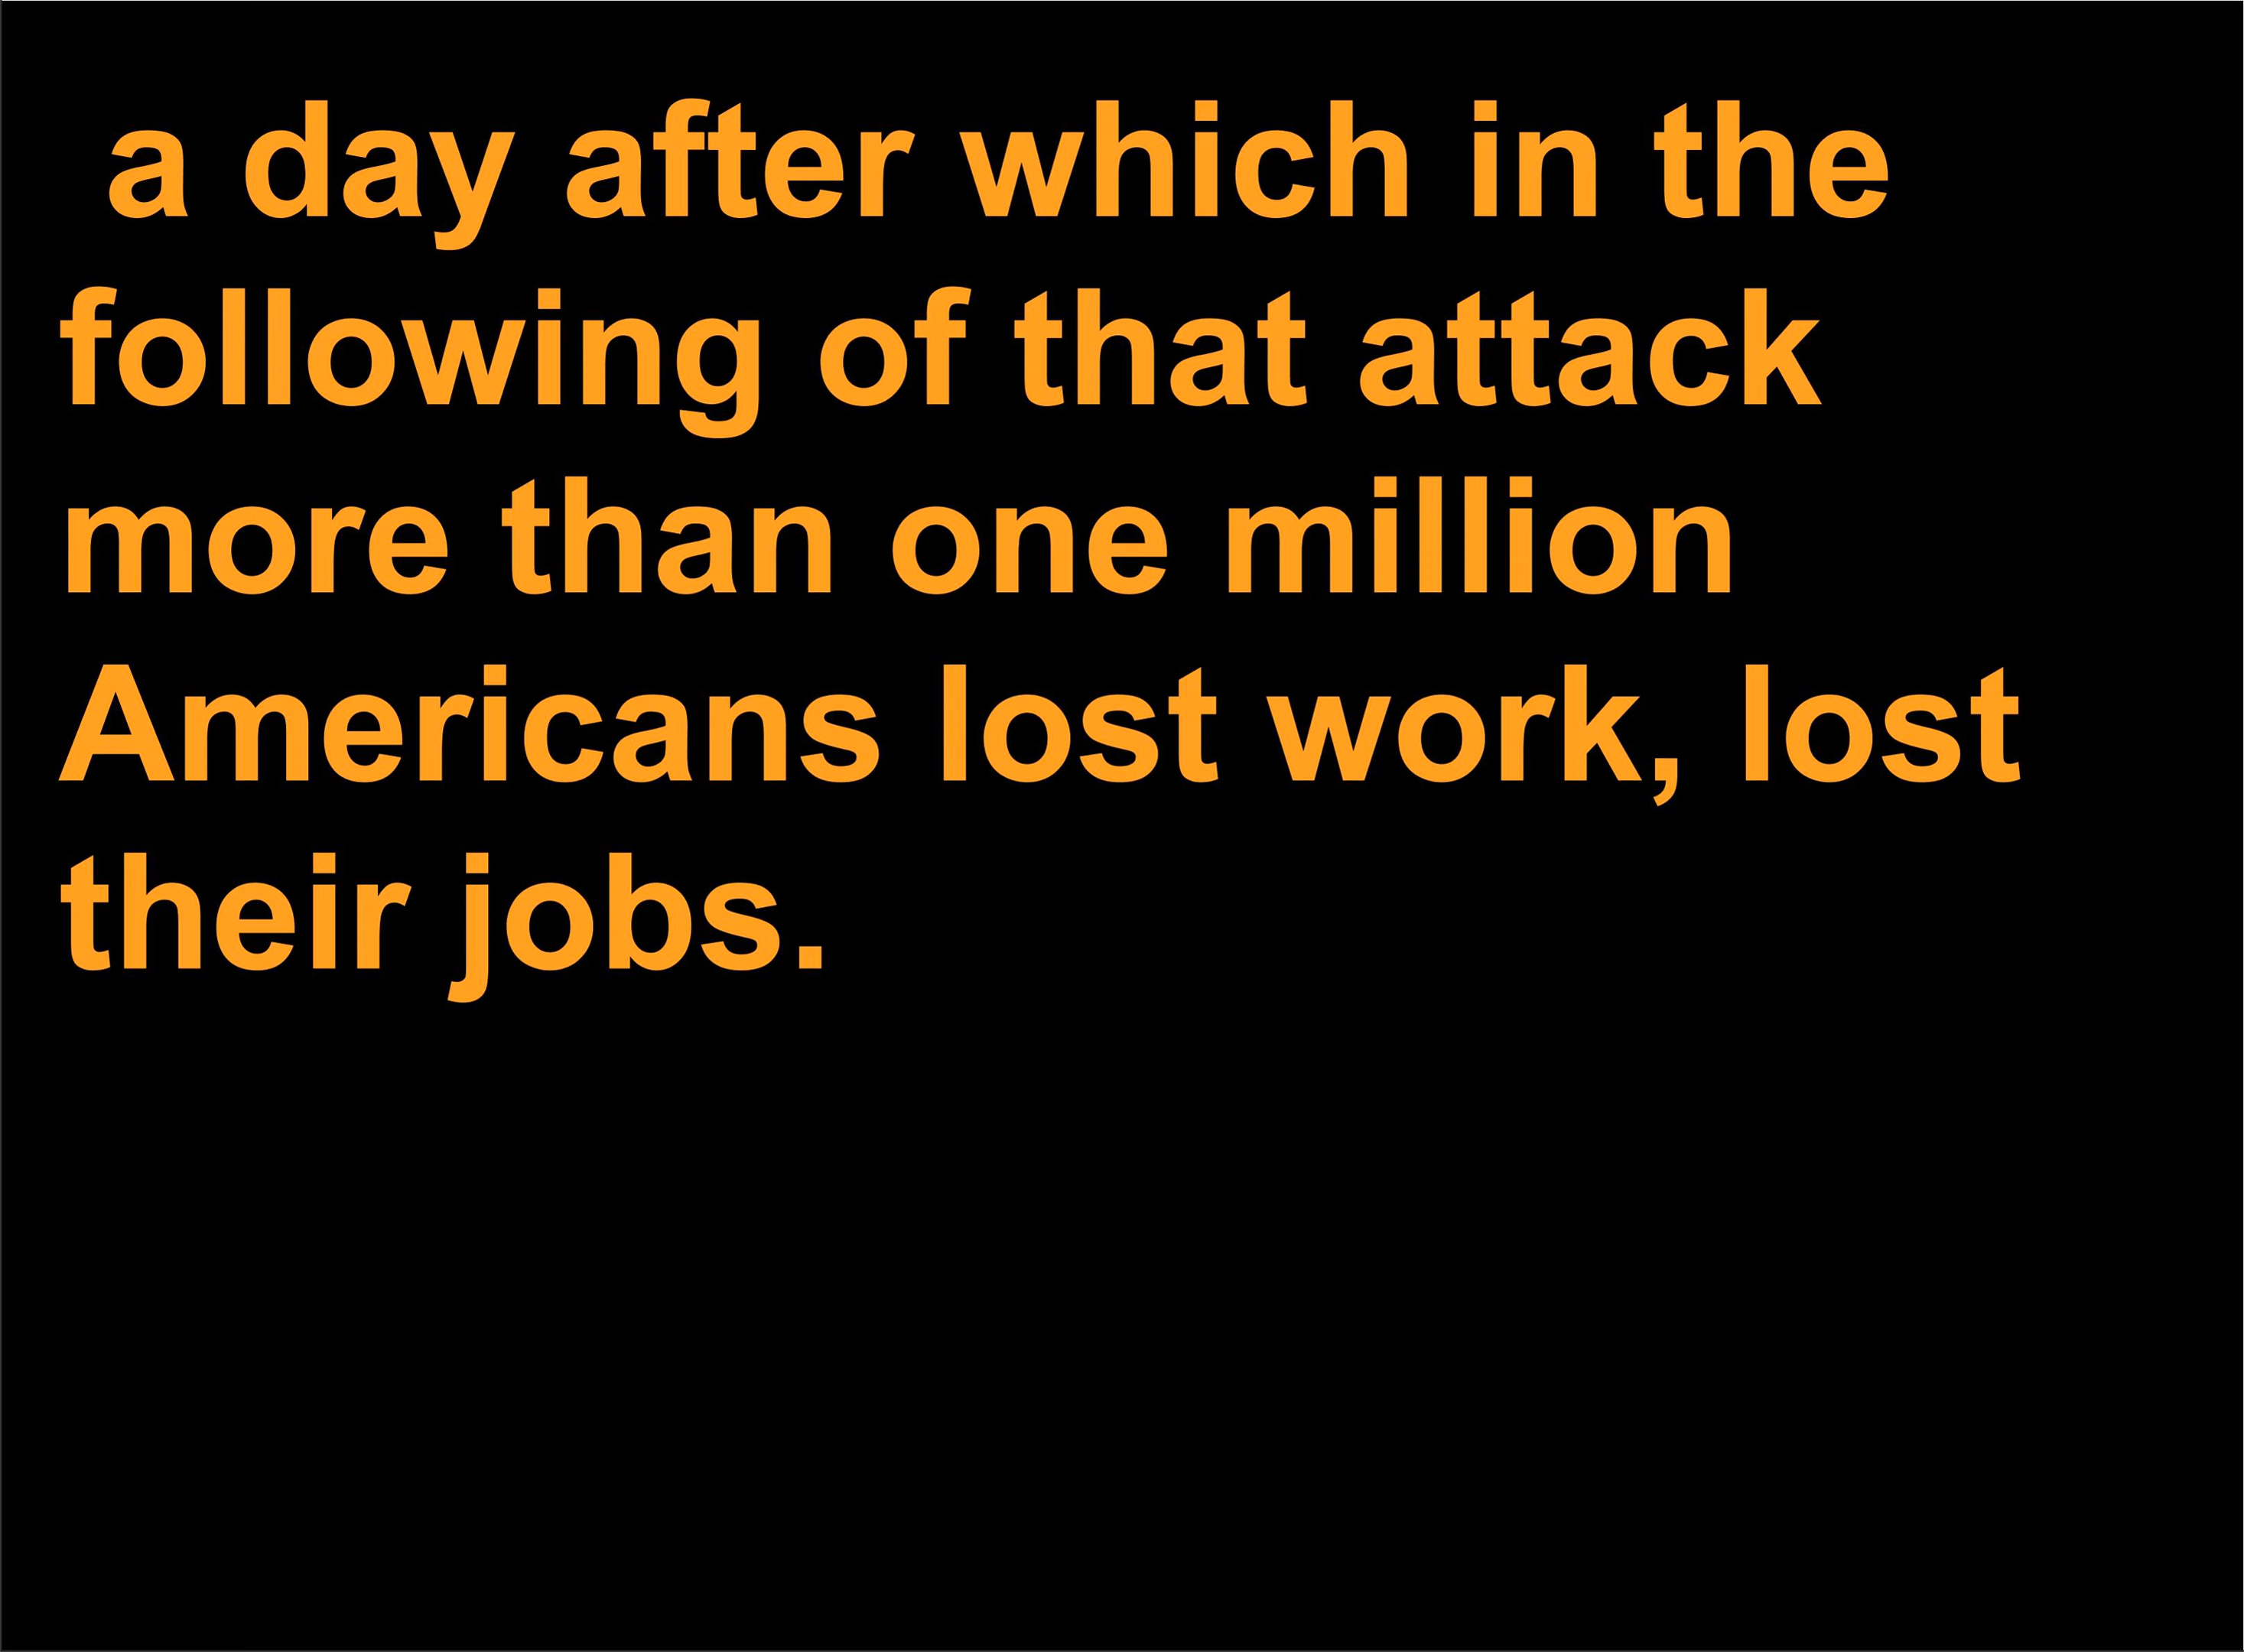 a day after which in the
following of that attack
more than one million
Americans lost work, lost
their jobs.